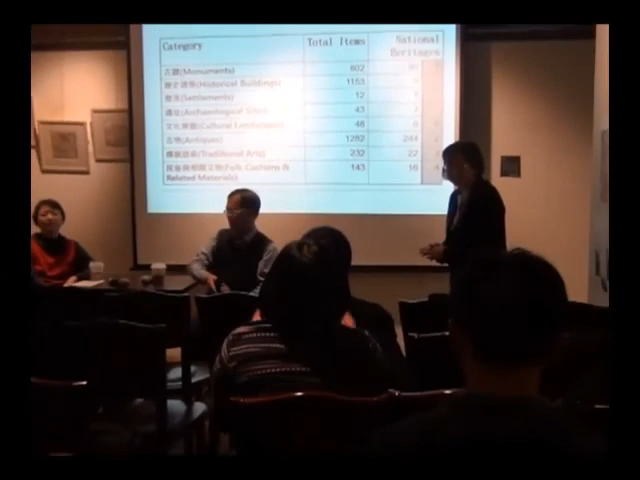 Category Total Items National Heritages
古蹟(Monuments) 802
歷史建築(Historical Buildings) 1153
聚落(Settlements) 12
遺址(Archaeological Sites) 43
文化景觀(Cultural Landscapes) 48
古物(Antiques) 1282 244
傳統藝術(Traditional Arts) 232 22
民俗及有關文物(Folk Customs &
Related Materials) 143 16